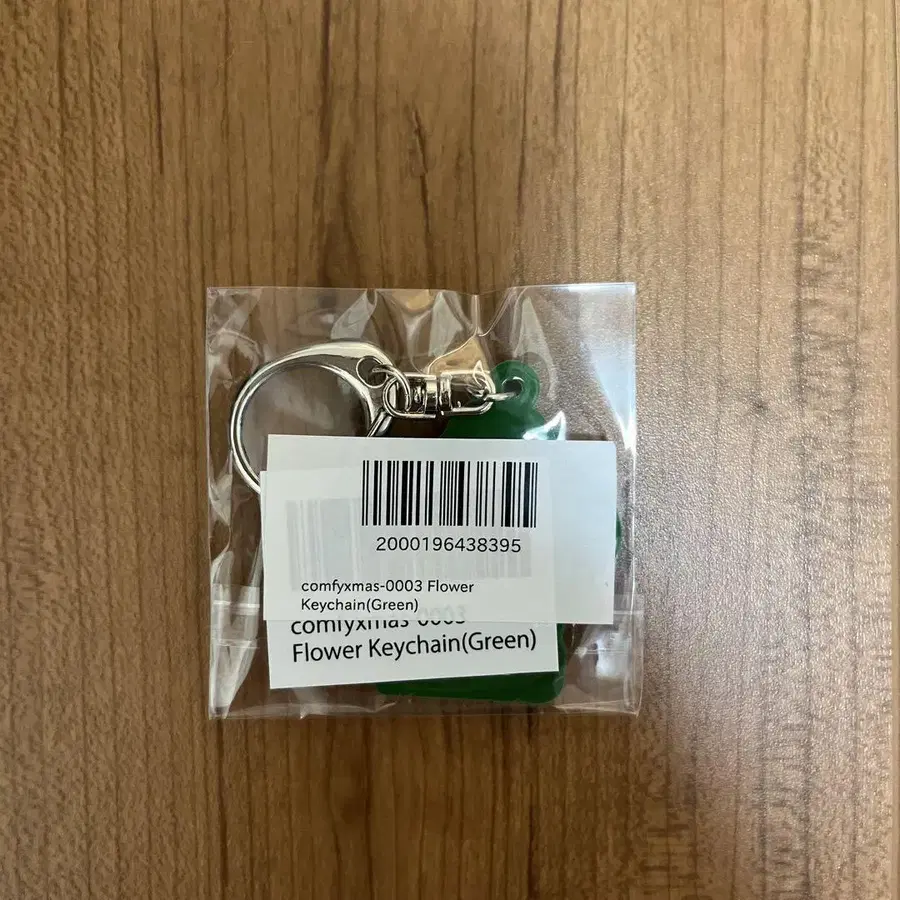 2000196438395
comfyxmas-0003 Flower
Keychain(Green)
comfyxmas-0003
Flower Keychain(Green)